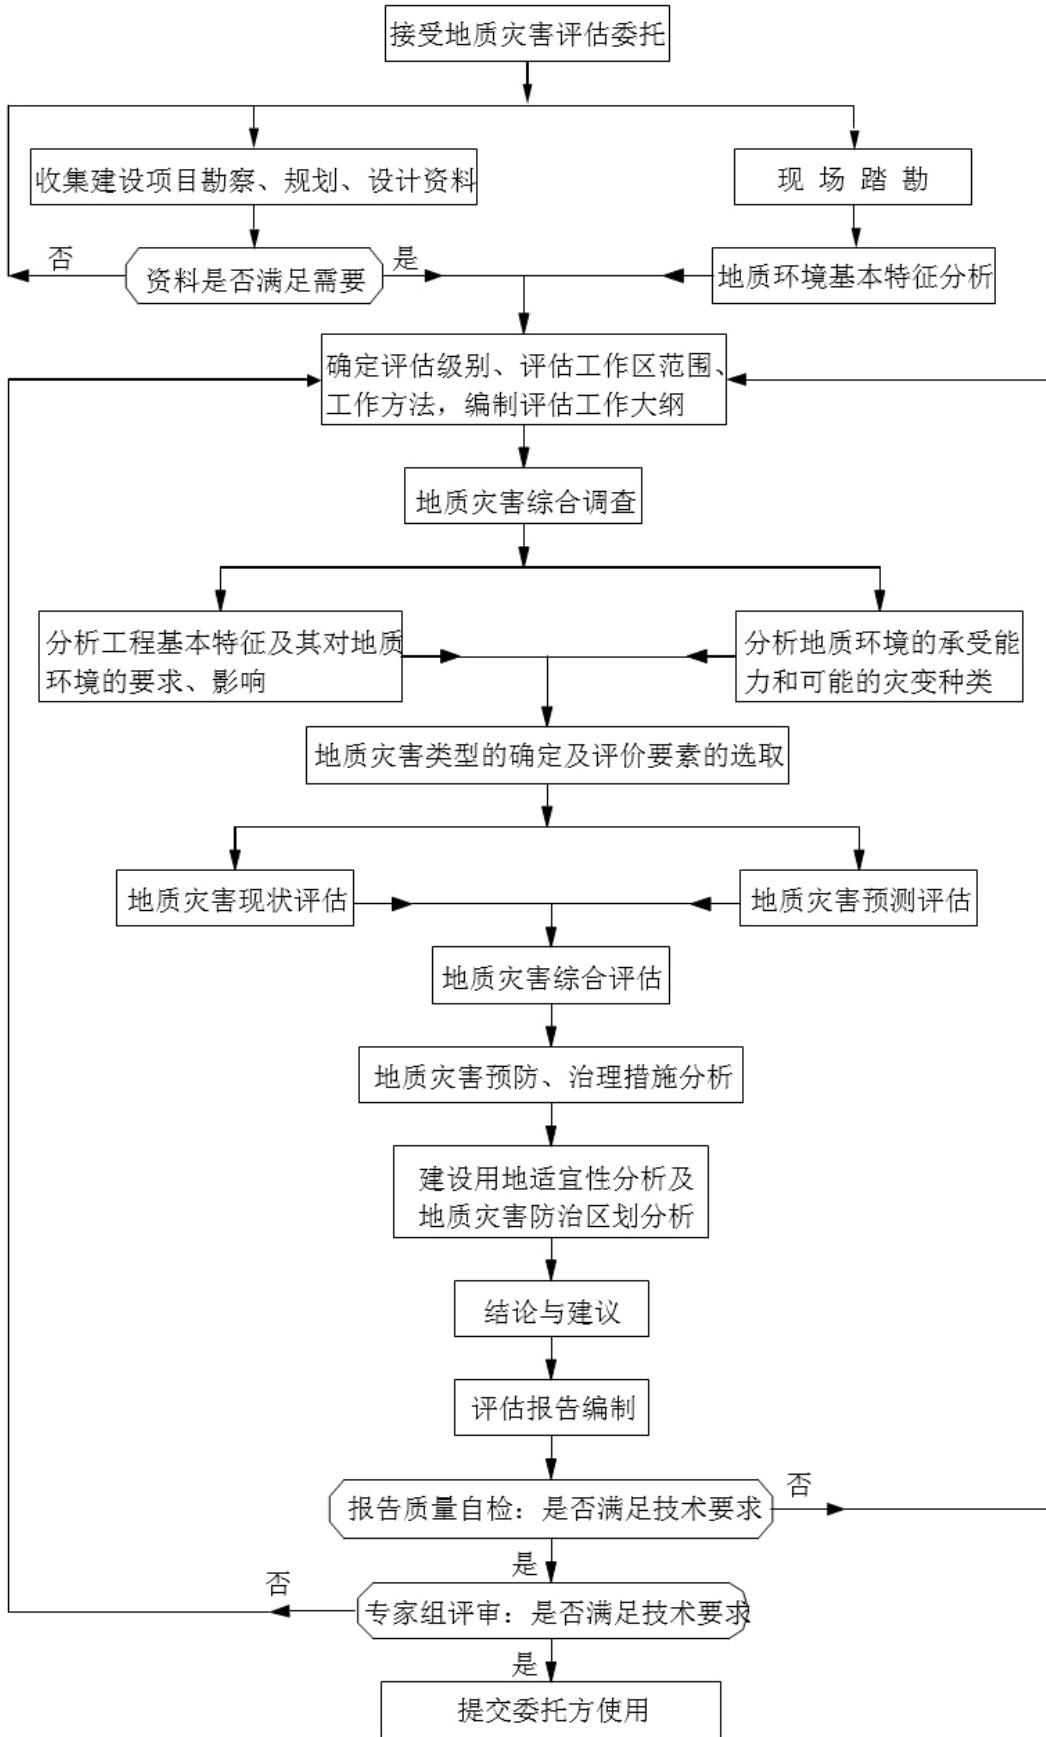 接受地质灾害评估委托
收集建设项目勘察、规划、设计资料
现 场 踏 勘
否
资料是否满足需要
是
地质环境基本特征分析
确定评估级别、评估工作区范围、
工作方法，编制评估工作大纲
地质灾害综合调查
分析工程基本特征及其对地质
环境的要求、影响
分析地质环境的承受能
力和可能的灾变种类
地质灾害类型的确定及评价要素的选取
地质灾害现状评估
地质灾害预测评估
地质灾害综合评估
地质灾害预防、治理措施分析
建设用地适宜性分析及
地质灾害防治区划分析
结论与建议
评估报告编制
报告质量自检：是否满足技术要求
否
是
否
专家组评审：是否满足技术要求
是
提交委托方使用